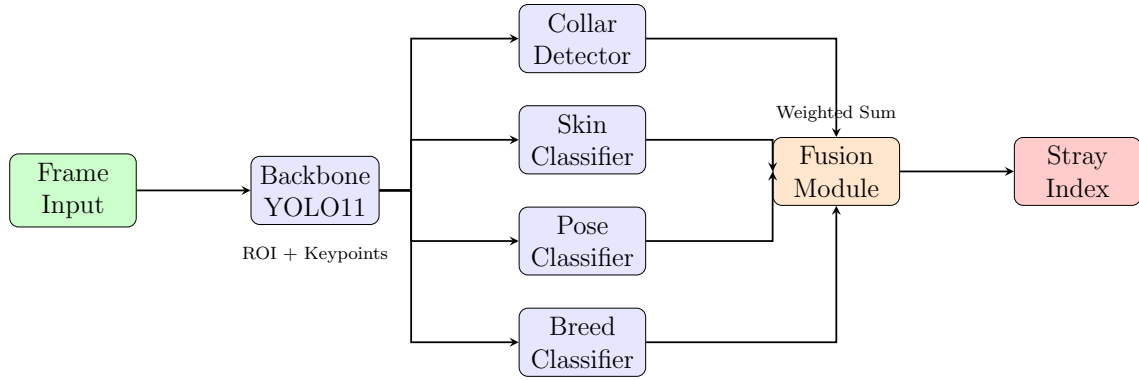 Frame
Input
Backbone
YOLO11
ROI + Keypoints
Collar
Detector
Skin
Classifier
Pose
Classifier
Breed
Classifier
Weighted Sum
Fusion
Module
Stray
Index